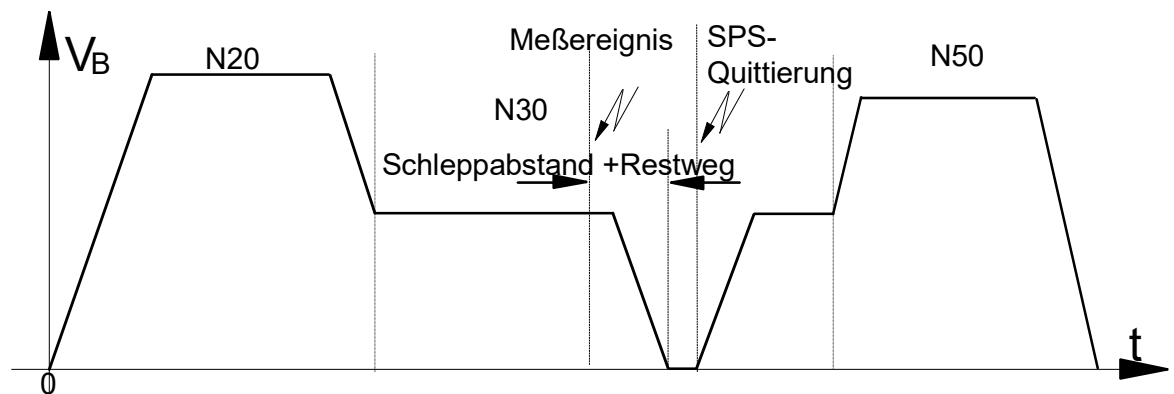 V_B
N20
Meßereignis
SPS-
Quittierung
N50
N30
Schleppabstand +Restweg
t
0